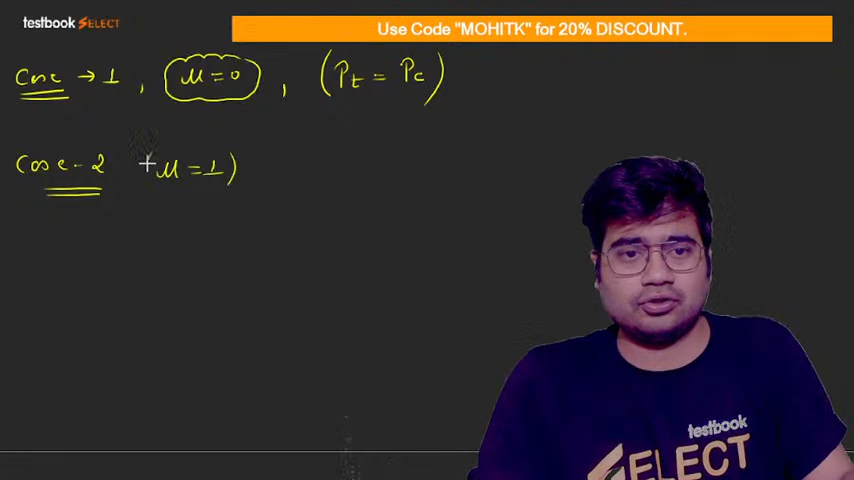 testbook SELECT
Use Code "MOHITK" for 20% DISCOUNT.
Case → 1 , μ = 0 , (Pt = Pc)
Case - 2 μ = 1)
testbook
SELECT